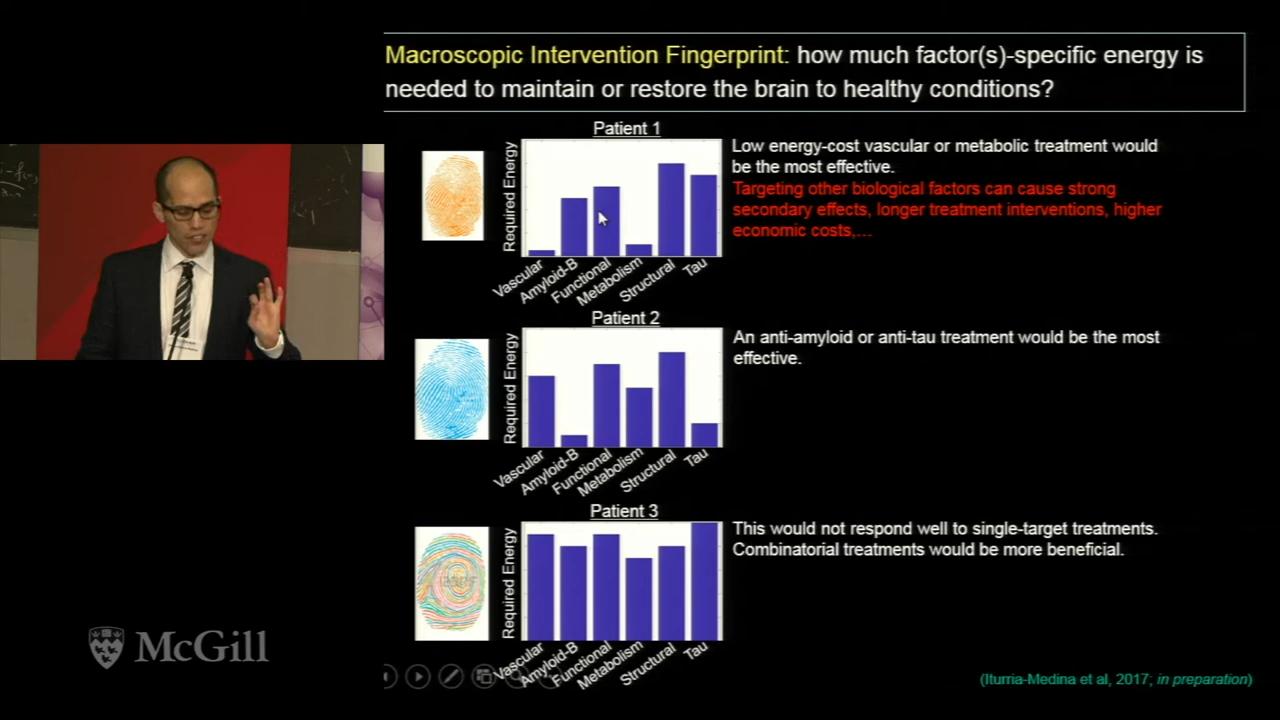 Macroscopic Intervention Fingerprint: how much factor(s)-specific energy is
needed to maintain or restore the brain to healthy conditions?
Patient 1
Required Energy
Vascular
Amyloid-B
Functional
Metabolism
Structural
Tau
Low energy-cost vascular or metabolic treatment would
be the most effective.
Targeting other biological factors can cause strong
secondary effects, longer treatment interventions, higher
economic costs,...
Patient 2
Required Energy
Vascular
Amyloid-B
Functional
Metabolism
Structural
Tau
An anti-amyloid or anti-tau treatment would be the most
effective.
Patient 3
Required Energy
Vascular
Amyloid-B
Functional
Metabolism
Structural
Tau
This would not respond well to single-target treatments.
Combinatorial treatments would be more beneficial.
McGill
(Iturria-Medina et al, 2017; in preparation)